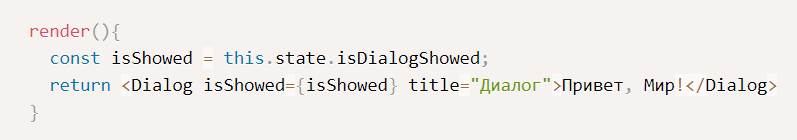 render(){
const isShowed = this.state.isDialogShowed;
return <Dialog isShowed={isShowed} title="Диалог">Привет, Мир!</Dialog>
}